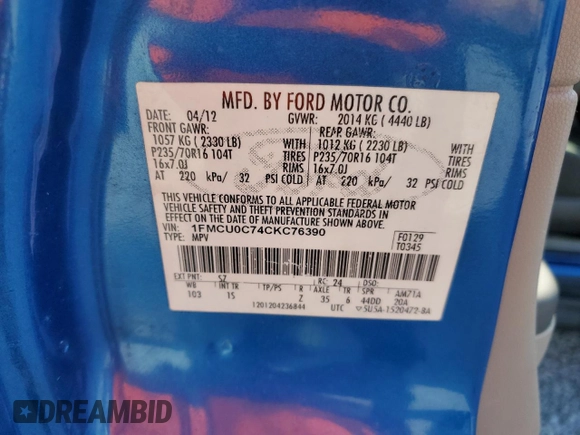 MFD. BY FORD MOTOR CO.
DATE: 04/12 GVWR: 2014 KG ( 4440 LB)
FRONT GAWR: REAR GAWR:
1057 KG ( 2330 LB) 1012 KG ( 2230 LB)
P235/70R16 104T TIRES P235/70R16 104T
16x7.0J RIMS 16x7.0J
AT 220 kPa/ 32 PSI COLD AT 220 kPa/ 32 PSI COLD
THIS VEHICLE CONFORMS TO ALL APPLICABLE FEDERAL MOTOR
VEHICLE SAFETY AND THEFT PREVENTION STANDARDS IN EFFECT
ON THE DATE OF MANUFACTURE SHOWN ABOVE.
VIN: 1FMCU0C74CKC76390 F0129
TYPE: MPV T0345
EXT PNT: SZ RC: 24 DSO:
WB INT TR TP/PS R AXLE TR SPR AM7TA
103 15 Z 35 6 44DD 20A
1201204236844 UTC 5U5A-1520472-BA
DREAMBID